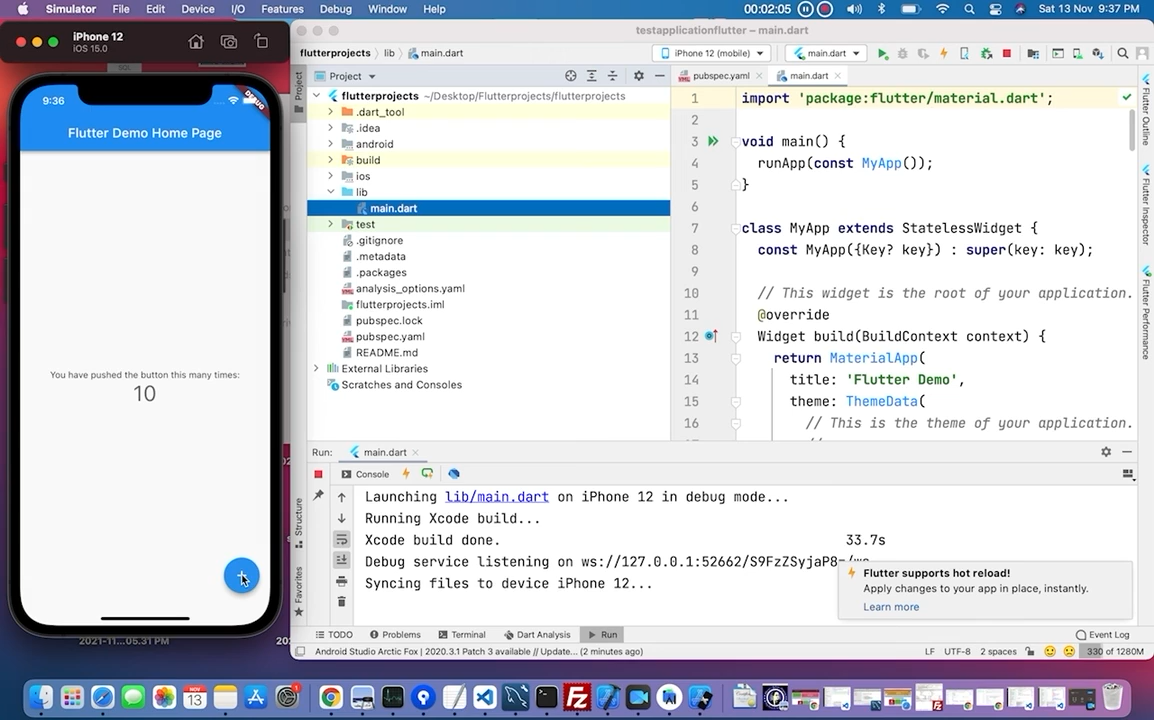 Simulator File Edit Device I/O Features Debug Window Help 00:02:05 Sat 13 Nov 9:37 PM
iPhone 12
iOS 15.0
9:36
DEBUG
Flutter Demo Home Page
You have pushed the button this many times:
10
2021-11...05.31 PM
testapplicationflutter – main.dart
flutterprojects lib main.dart
iPhone 12 (mobile) main.dart
Project
Project
pubspec.yaml
main.dart
flutterprojects ~/Desktop/Flutterprojects/flutterprojects
.dart_tool
.idea
android
build
ios
lib
main.dart
test
.gitignore
.metadata
.packages
analysis_options.yaml
flutterprojects.iml
pubspec.lock
pubspec.yaml
README.md
External Libraries
Scratches and Consoles
1 import 'package:flutter/material.dart';
2
3 void main() {
4 runApp(const MyApp());
5 }
6
7 class MyApp extends StatelessWidget {
8 const MyApp({Key? key}) : super(key: key);
9
10 // This widget is the root of your application.
11 @override
12 Widget build(BuildContext context) {
13 return MaterialApp(
14 title: 'Flutter Demo',
15 theme: ThemeData(
16 // This is the theme of your application.
Flutter Outline
Flutter Inspector
Flutter Performance
Run: main.dart
Console
Structure
Favorites
Launching lib/main.dart on iPhone 12 in debug mode...
Running Xcode build...
Xcode build done. 33.7s
Debug service listening on ws://127.0.0.1:52662/S9FzZSyjaP8=/ws
Syncing files to device iPhone 12...
Flutter supports hot reload!
Apply changes to your app in place, instantly.
Learn more
TODO Problems Terminal Dart Analysis Run Event Log
Android Studio Arctic Fox | 2020.3.1 Patch 3 available // Update... (2 minutes ago) LF UTF-8 2 spaces 330 of 1280M
NOV
13